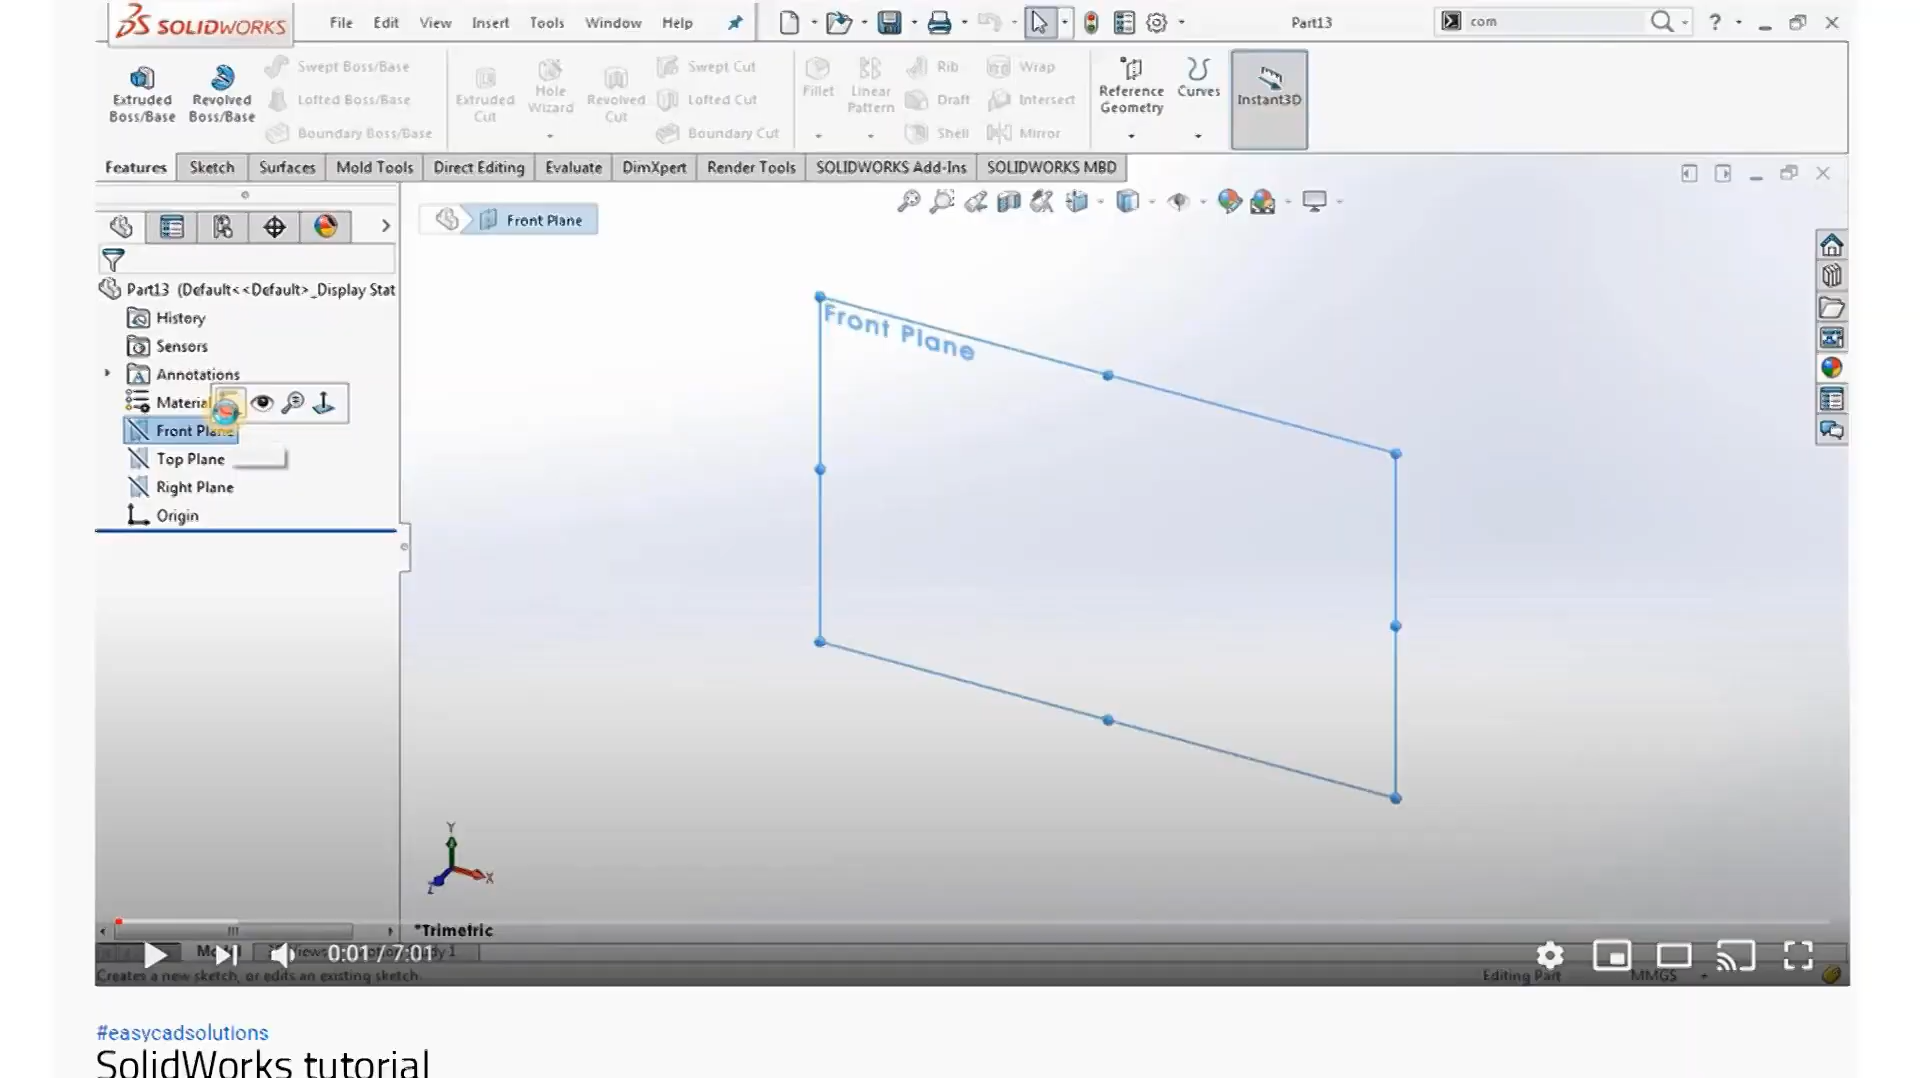 SOLIDWORKS File Edit View Insert Tools Window Help Part13 com ?
Extruded Boss/Base
Revolved Boss/Base
Swept Boss/Base
Lofted Boss/Base
Boundary Boss/Base
Extruded Cut
Hole Wizard
Revolved Cut
Swept Cut
Lofted Cut
Boundary Cut
Fillet
Linear Pattern
Rib
Draft
Shell
Wrap
Intersect
Mirror
Reference Geometry
Curves
Instant3D
Features Sketch Surfaces Mold Tools Direct Editing Evaluate DimXpert Render Tools SOLIDWORKS Add-Ins SOLIDWORKS MBD
Front Plane
Part13 (Default<<Default>_Display Stat
History
Sensors
Annotations
Material
Front Plane
Top Plane
Right Plane
Origin
Front Plane
Y
X
Z
*Trimetric
0:01 / 7:01
Creates a new sketch, or edits an existing sketch.
Editing Part MMGS
#easycadsolutions
SolidWorks tutorial